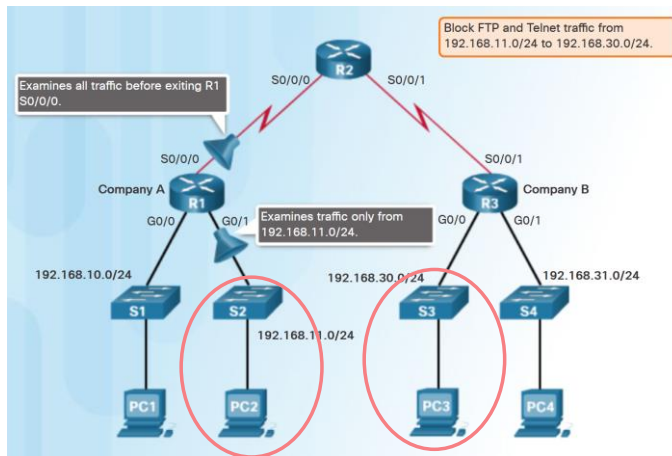 Block FTP and Telnet traffic from
192.168.11.0/24 to 192.168.30.0/24.
S0/0/0
S0/0/1
R2
Examines all traffic before exiting R1
S0/0/0.
S0/0/0
S0/0/1
Company A
R1
R3
Company B
G0/0
G0/1
Examines traffic only from
192.168.11.0/24.
G0/0
G0/1
192.168.10.0/24
192.168.30.0/24
192.168.31.0/24
S1
S2
S3
S4
192.168.11.0/24
PC1
PC2
PC3
PC4